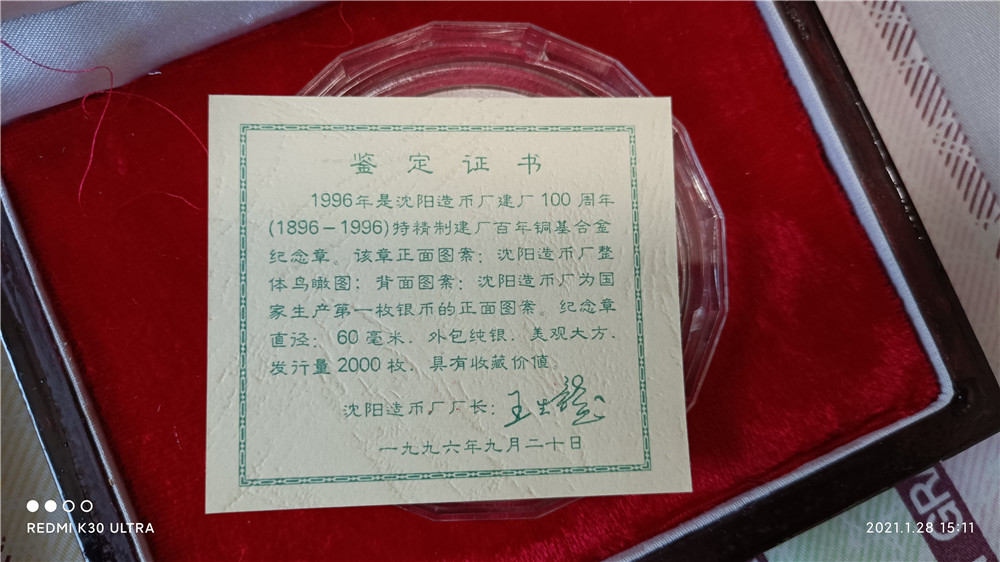 鉴定证书
1996年是沈阳造币厂建厂100周年
(1896-1996)特精制建厂百年铜基合金
纪念章。该章正面图案：沈阳造币厂整
体鸟瞰图；背面图案：沈阳造币厂为国
家生产第一枚银币的正面图案。纪念章
直径：60毫米，外包纯银，美观大方，
发行量2000枚，具有收藏价值。
沈阳造币厂厂长：
一九九六年九月二十日
REDMI K30 ULTRA
2021.1.28 15:11
GR